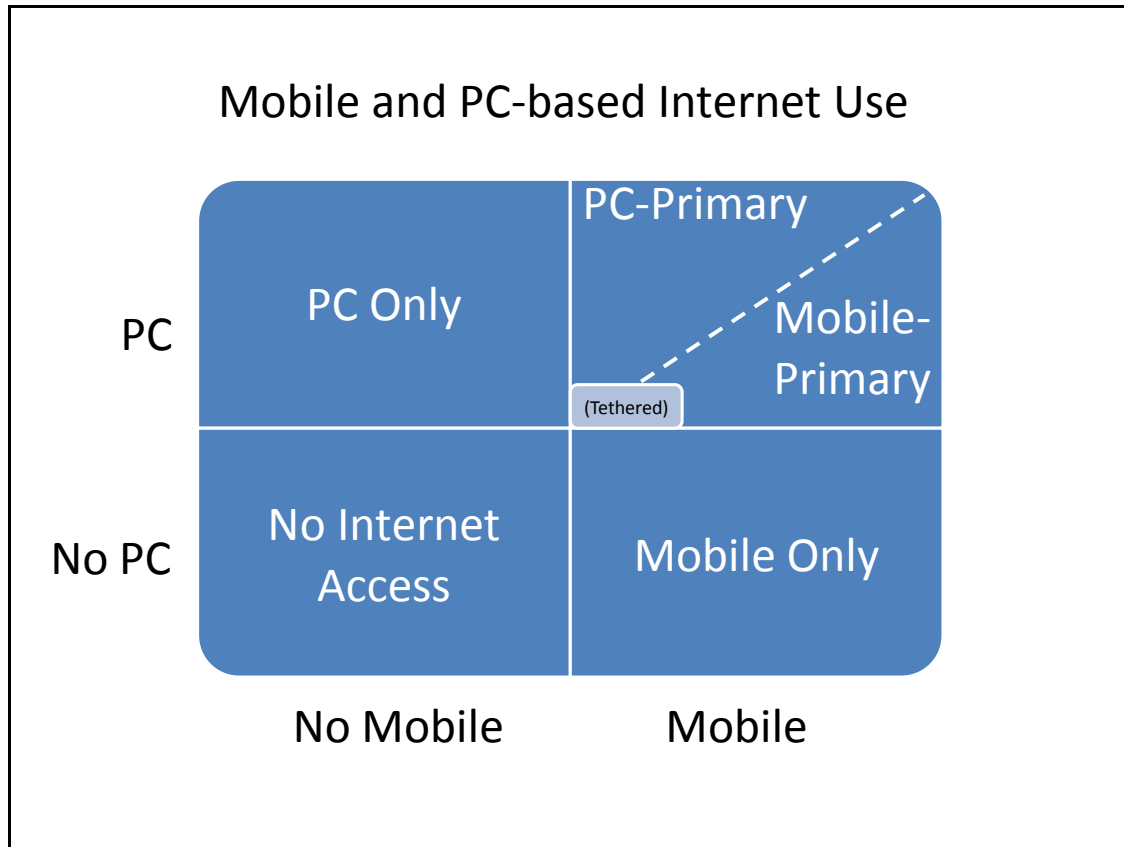 Mobile and PC-based Internet Use
PC-Primary
PC Only
Mobile-
Primary
PC
(Tethered)
No Internet
Access
Mobile Only
No PC
No Mobile
Mobile